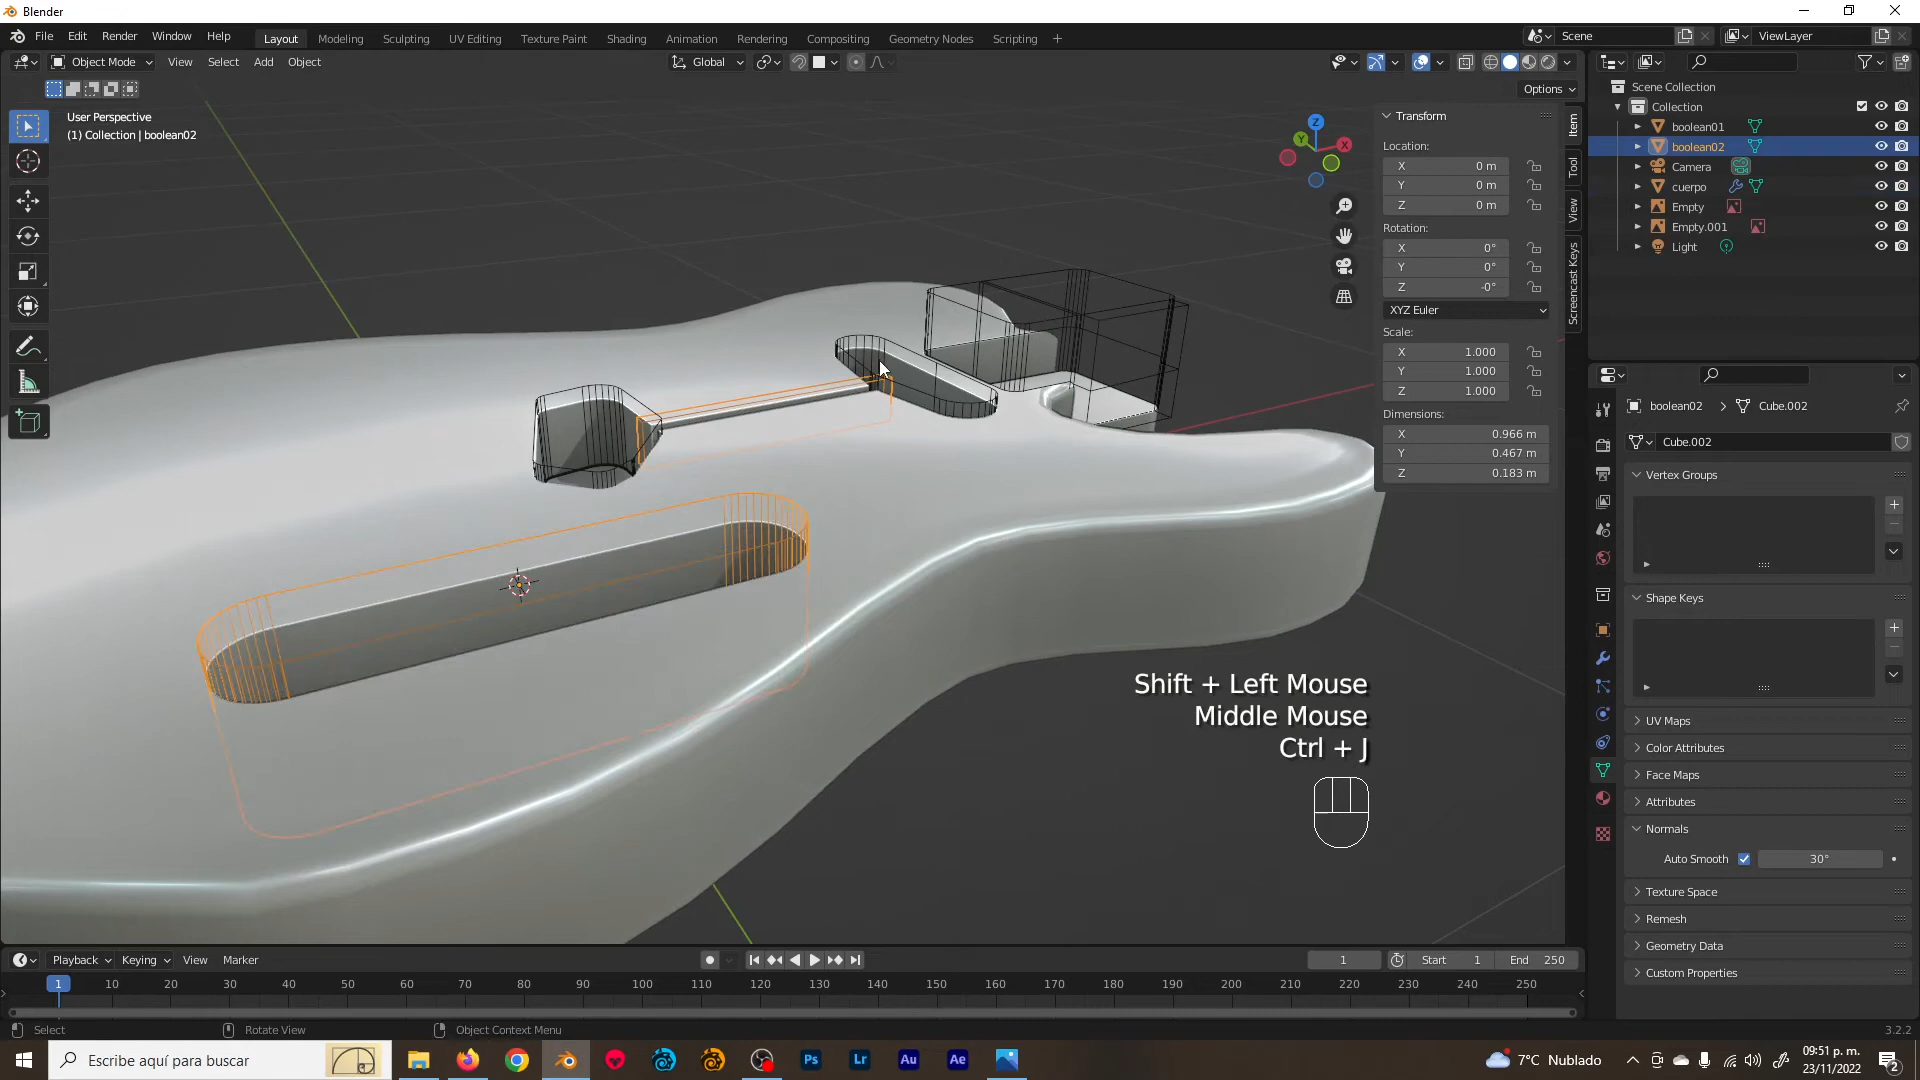 Blender
File Edit Render Window Help Layout Modeling Sculpting UV Editing Texture Paint Shading Animation Rendering Compositing Geometry Nodes Scripting + Scene ViewLayer
Object Mode View Select Add Object Global
Options
User Perspective
(1) Collection | boolean02
Z
Y
X
Transform
Location:
X 0 m
Y 0 m
Z 0 m
Rotation:
X 0°
Y 0°
Z -0°
XYZ Euler
Scale:
X 1.000
Y 1.000
Z 1.000
Dimensions:
X 0.966 m
Y 0.467 m
Z 0.183 m
Item
Tool
View
Screencast Keys
Scene Collection
Collection
boolean01
boolean02
Camera
cuerpo
Empty
Empty.001
Light
boolean02 Cube.002
Cube.002
Vertex Groups
Shape Keys
UV Maps
Color Attributes
Face Maps
Attributes
Normals
Auto Smooth 30°
Texture Space
Remesh
Geometry Data
Custom Properties
Shift + Left Mouse
Middle Mouse
Ctrl + J
Playback Keying View Marker 1 Start 1 End 250
1 10 20 30 40 50 60 70 80 90 100 110 120 130 140 150 160 170 180 190 200 210 220 230 240 250
Select Rotate View Object Context Menu 3.2.2
Escribe aquí para buscar Ps Lr Au Ae 7°C Nublado 09:51 p. m.
23/11/2022
2